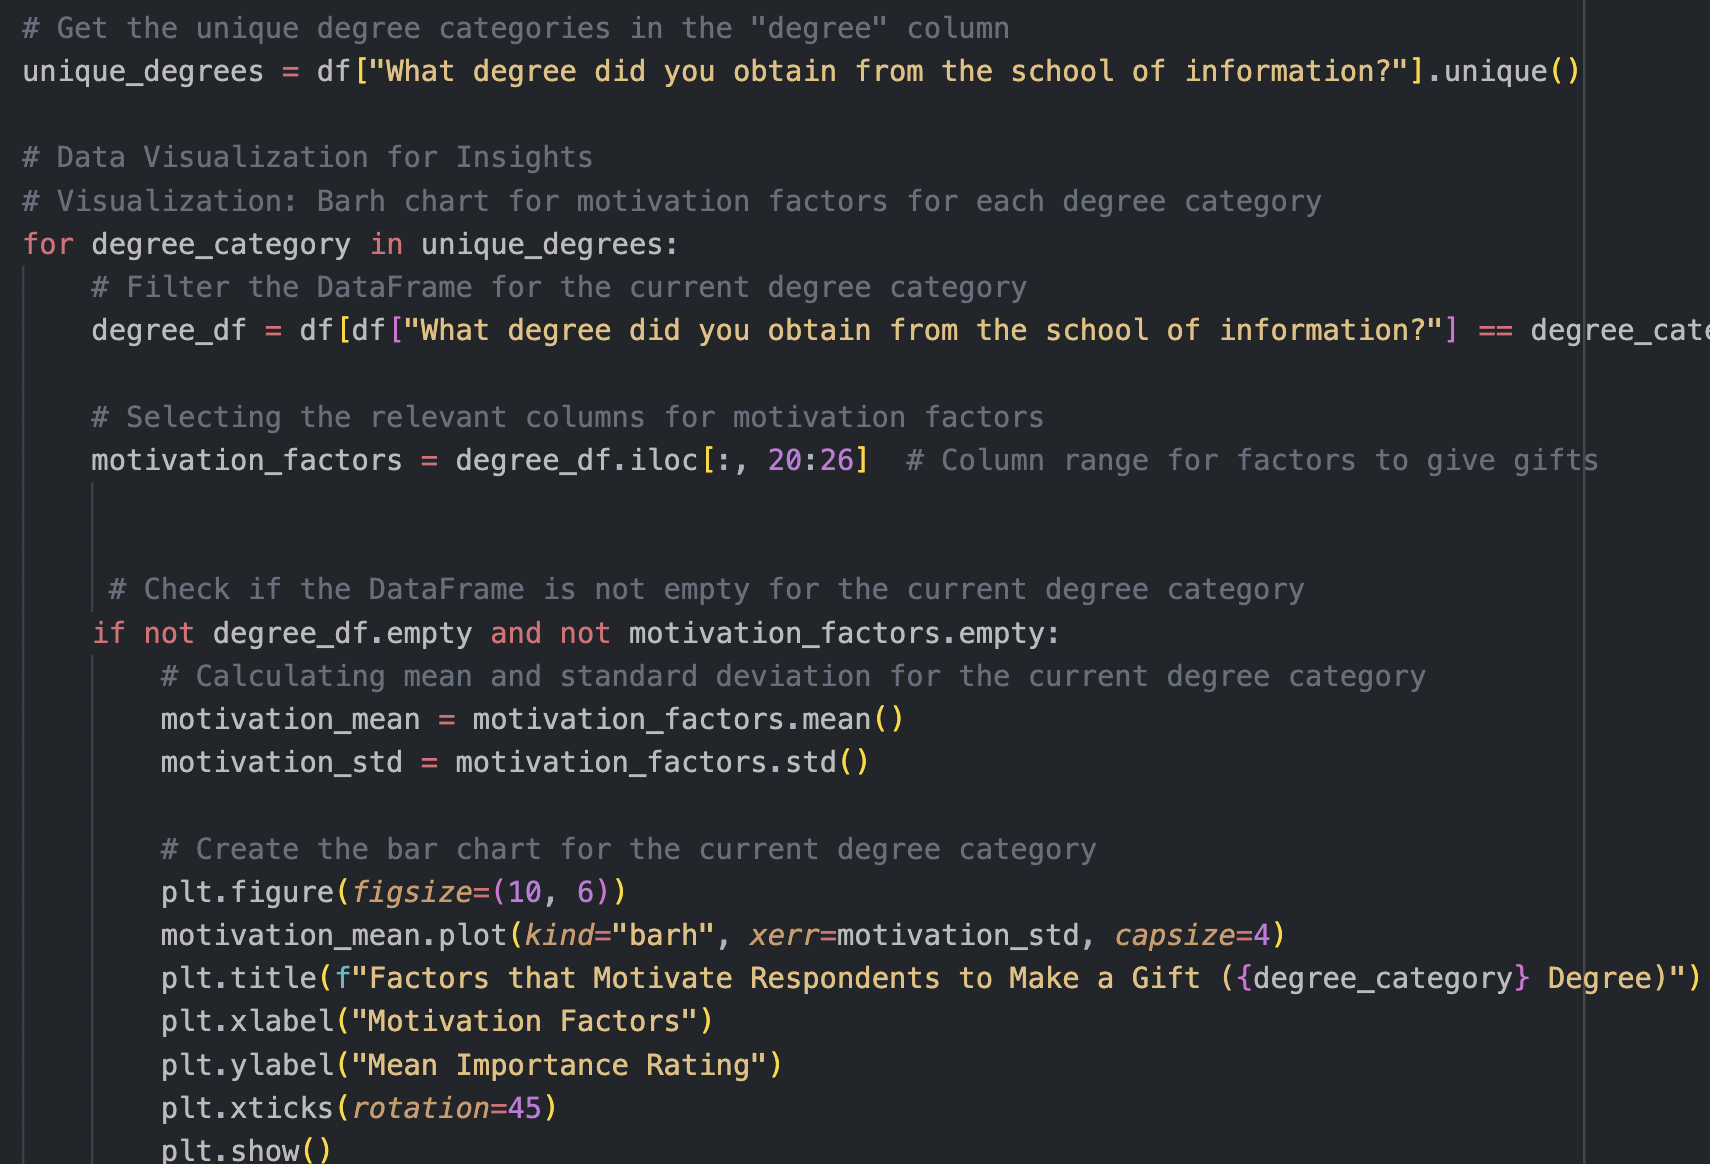 # Get the unique degree categories in the "degree" column
unique_degrees = df["What degree did you obtain from the school of information?"].unique()
# Data Visualization for Insights
# Visualization: Barh chart for motivation factors for each degree category
for degree_category in unique_degrees:
    # Filter the DataFrame for the current degree category
    degree_df = df[df["What degree did you obtain from the school of information?"] == degree_cate
    # Selecting the relevant columns for motivation factors
    motivation_factors = degree_df.iloc[:, 20:26]  # Column range for factors to give gifts
     # Check if the DataFrame is not empty for the current degree category
    if not degree_df.empty and not motivation_factors.empty:
        # Calculating mean and standard deviation for the current degree category
        motivation_mean = motivation_factors.mean()
        motivation_std = motivation_factors.std()
        # Create the bar chart for the current degree category
        plt.figure(figsize=(10, 6))
        motivation_mean.plot(kind="barh", xerr=motivation_std, capsize=4)
        plt.title(f"Factors that Motivate Respondents to Make a Gift ({degree_category} Degree)")
        plt.xlabel("Motivation Factors")
        plt.ylabel("Mean Importance Rating")
        plt.xticks(rotation=45)
        plt.show()